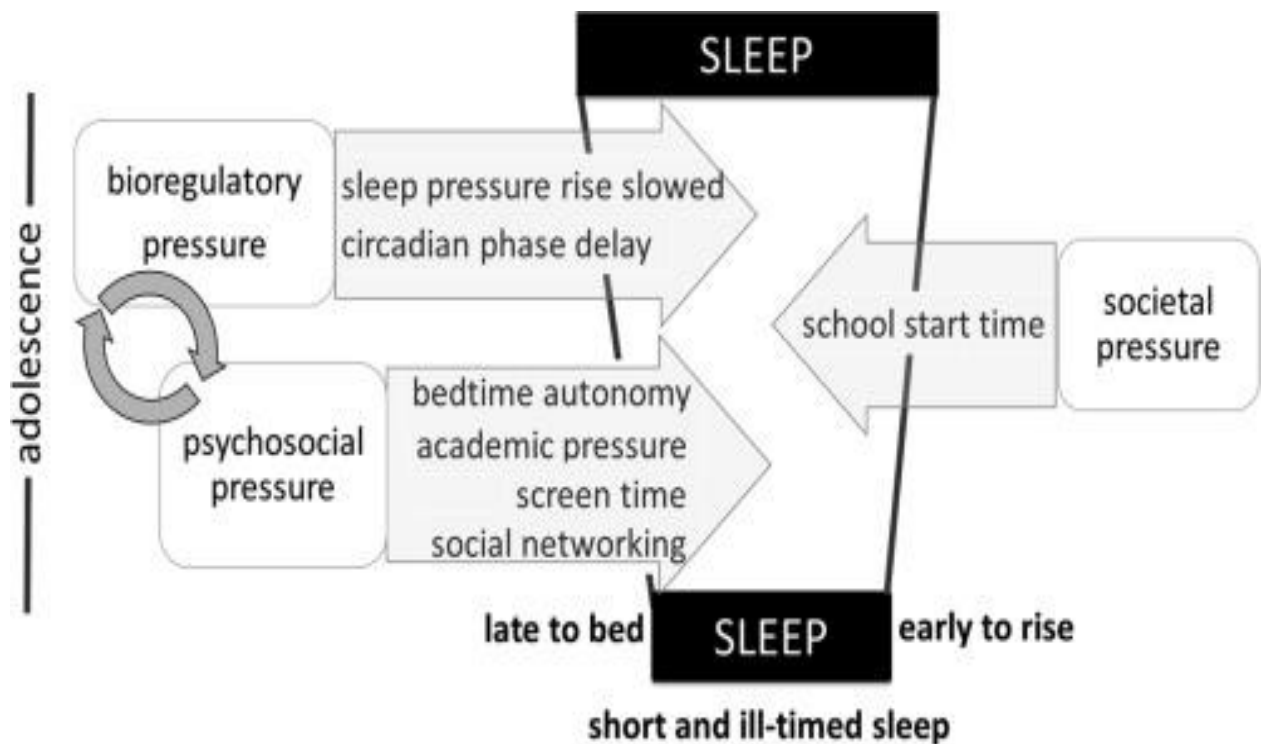 SLEEP
adolescence
bioregulatory
pressure
sleep pressure rise slowed
circadian phase delay
school start time
societal
pressure
psychosocial
pressure
bedtime autonomy
academic pressure
screen time
social networking
late to bed
SLEEP
early to rise
short and ill-timed sleep